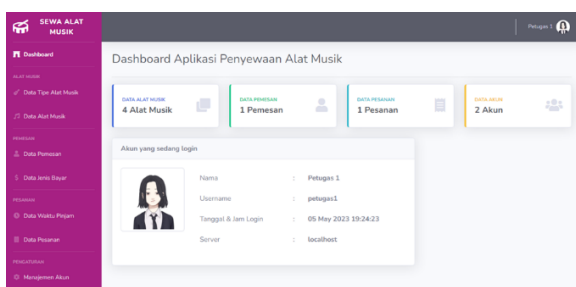 SEWA ALAT
MUSIK
Petugas 1
Dashboard
Dashboard Aplikasi Penyewaan Alat Musik
ALAT MUSIK
Data Tipe Alat Musik
Data Alat Musik
DATA ALAT MUSIK
4 Alat Musik
DATA PEMESAN
1 Pemesan
DATA PESANAN
1 Pesanan
DATA AKUN
2 Akun
PEMESAN
Data Pemesan
Data Jenis Bayar
PESANAN
Data Waktu Pinjam
Data Pesanan
PENGATURAN
Manajemen Akun
Akun yang sedang login
Nama : Petugas 1
Username : petugas1
Tanggal & Jam Login : 05 May 2023 19:24:23
Server : localhost